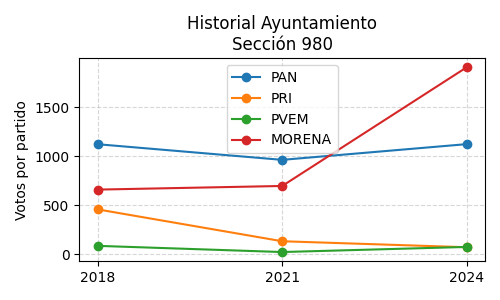 Historial Ayuntamiento
Sección 980
PAN
PRI
PVEM
MORENA
Votos por partido
1500
1000
500
0
2018
2021
2024